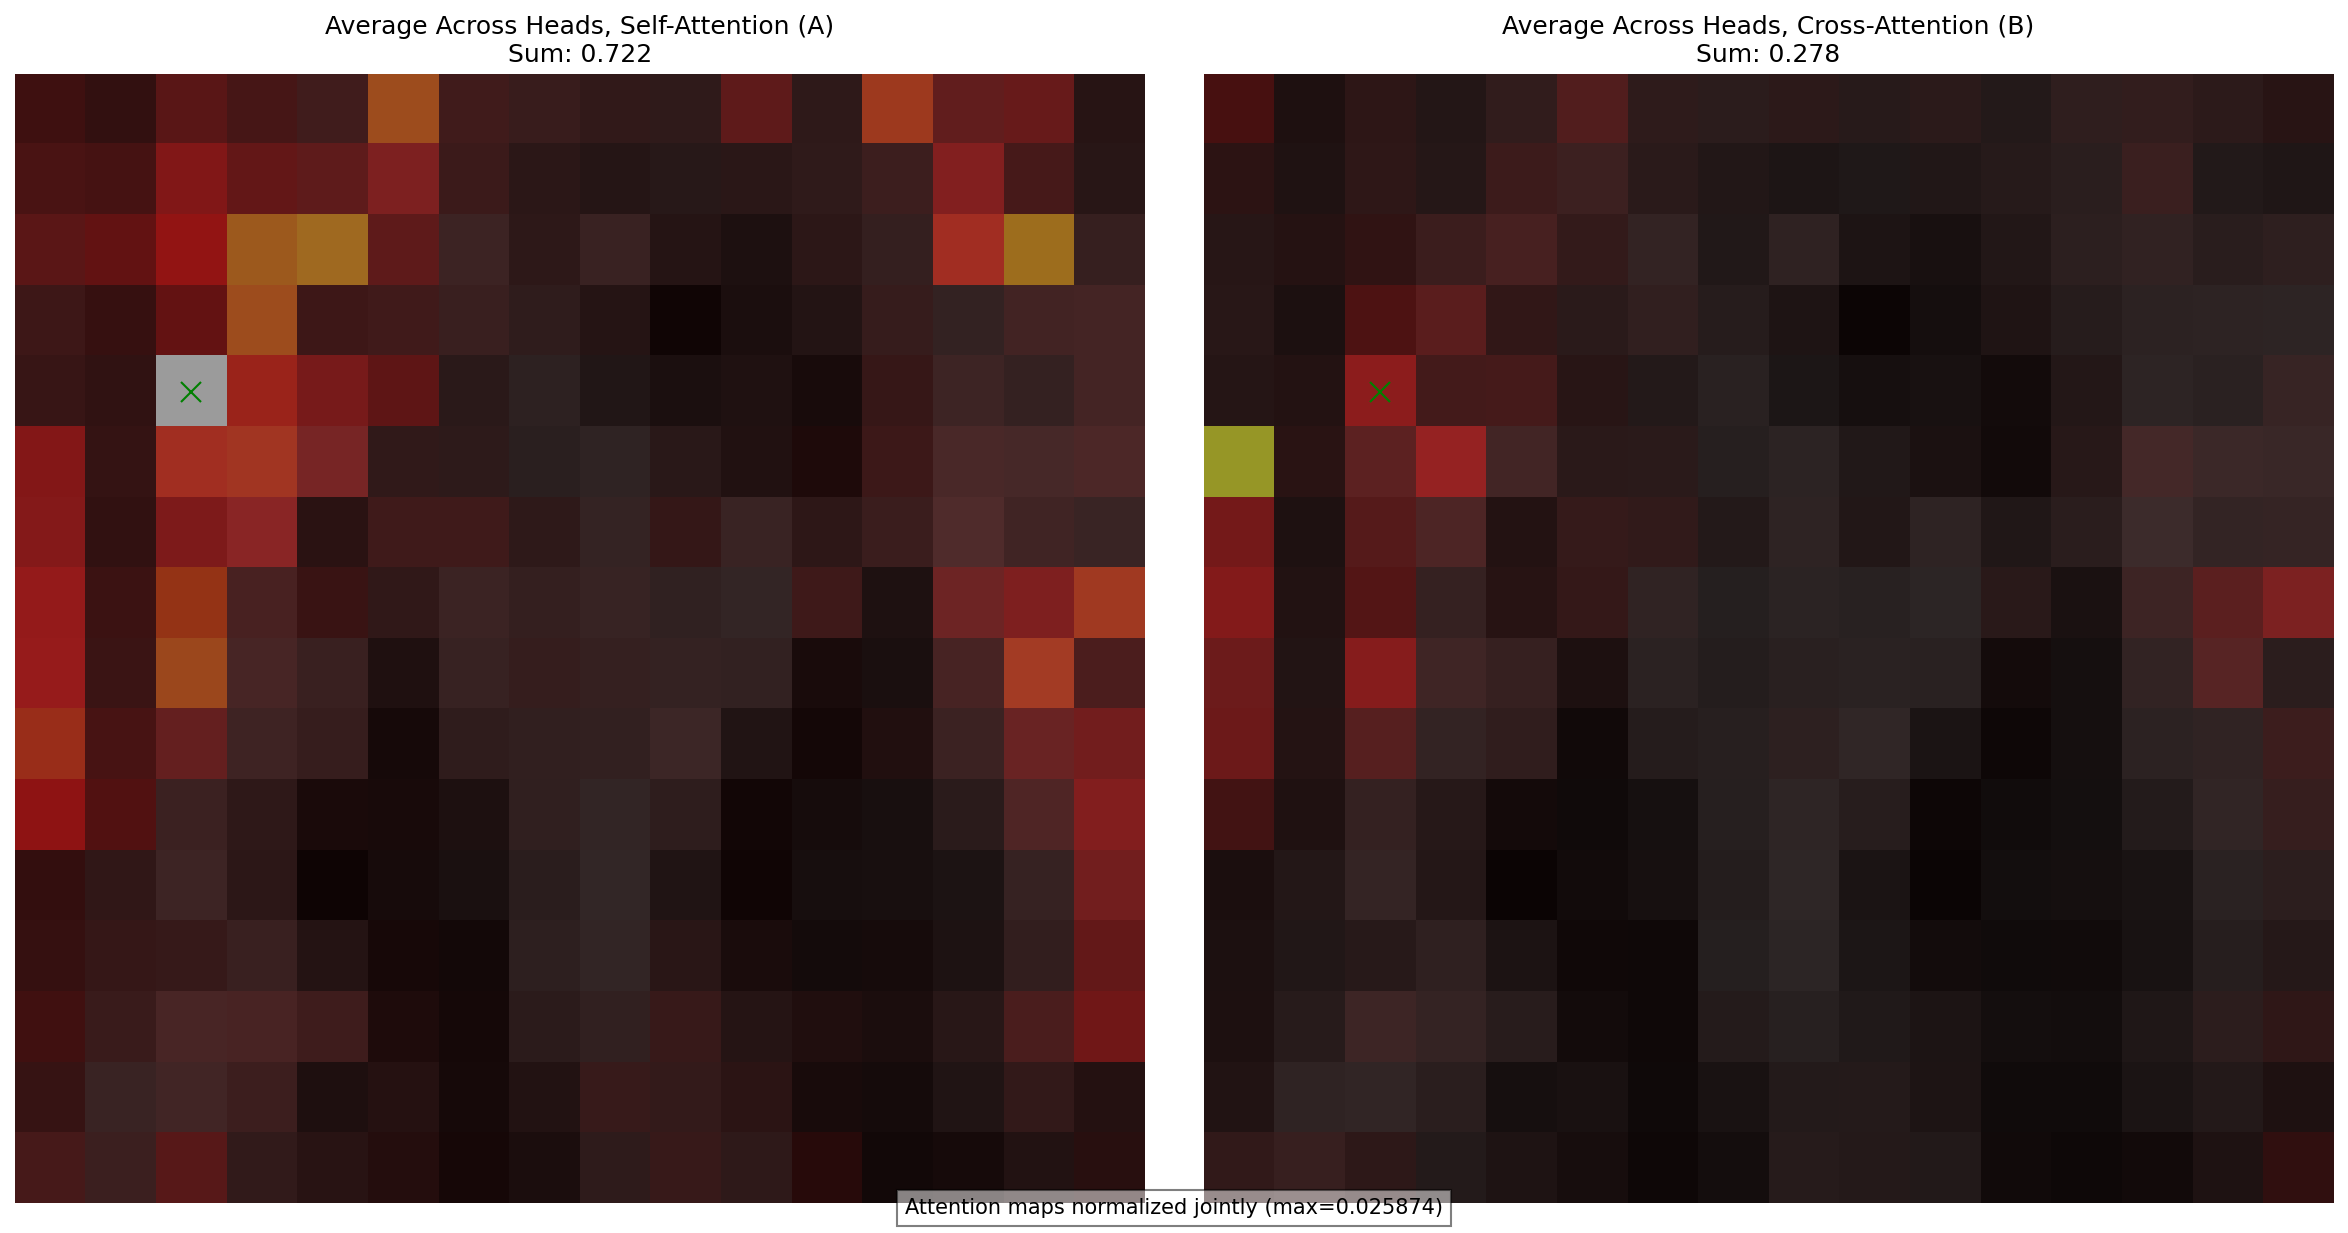 Average Across Heads, Self-Attention (A)
Sum: 0.722
Average Across Heads, Cross-Attention (B)
Sum: 0.278
Attention maps normalized jointly (max=0.025874)